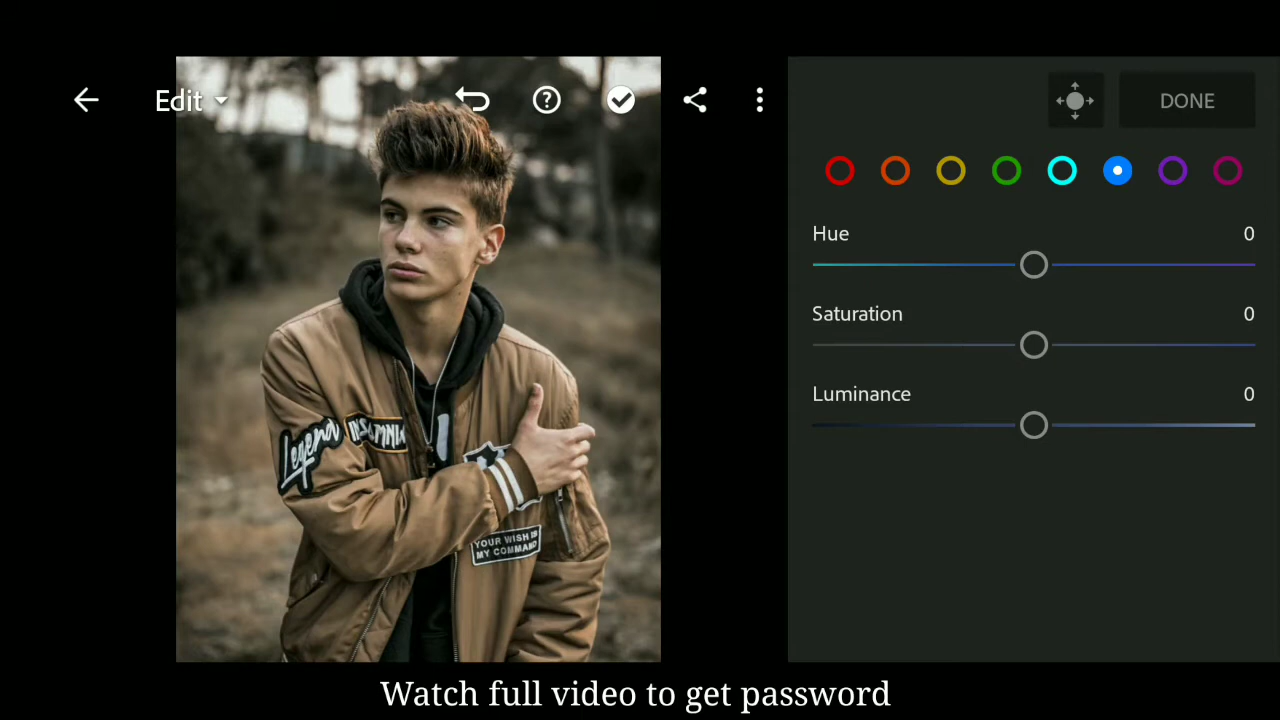 Edit
DONE
Hue 0
Saturation 0
Luminance 0
Legend
INSOMNIA
YOUR WISH IS
MY COMMAND
Watch full video to get password